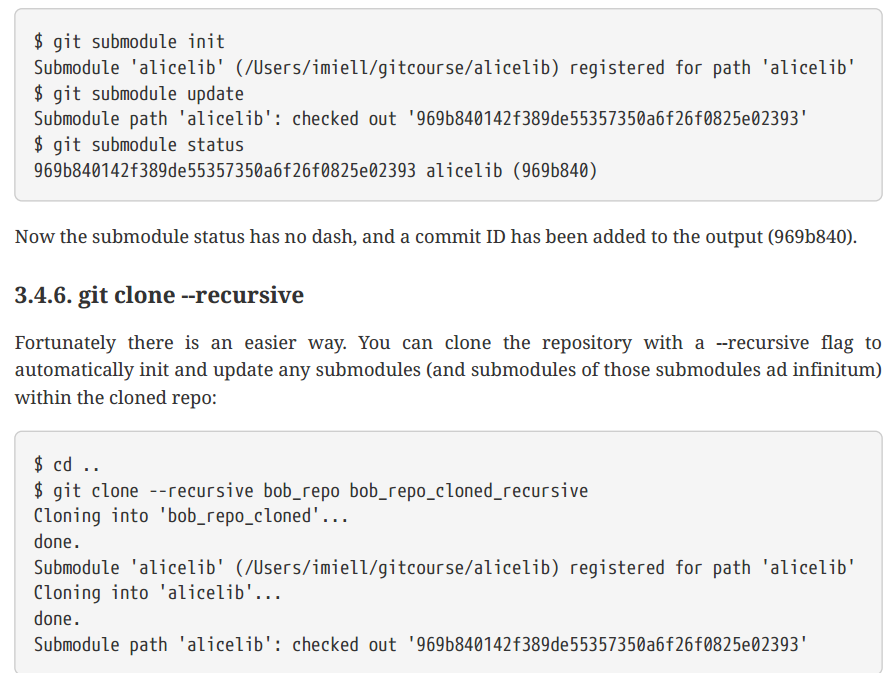 $ git submodule init
Submodule 'alicelib' (/Users/imiell/gitcourse/alicelib) registered for path 'alicelib'
$ git submodule update
Submodule path 'alicelib': checked out '969b840142f389de55357350a6f26f0825e02393'
$ git submodule status
969b840142f389de55357350a6f26f0825e02393 alicelib (969b840)
Now the submodule status has no dash, and a commit ID has been added to the output (969b840).
3.4.6. git clone --recursive
Fortunately there is an easier way. You can clone the repository with a --recursive flag to
automatically init and update any submodules (and submodules of those submodules ad infinitum)
within the cloned repo:
$ cd ..
$ git clone --recursive bob_repo bob_repo_cloned_recursive
Cloning into 'bob_repo_cloned'...
done.
Submodule 'alicelib' (/Users/imiell/gitcourse/alicelib) registered for path 'alicelib'
Cloning into 'alicelib'...
done.
Submodule path 'alicelib': checked out '969b840142f389de55357350a6f26f0825e02393'